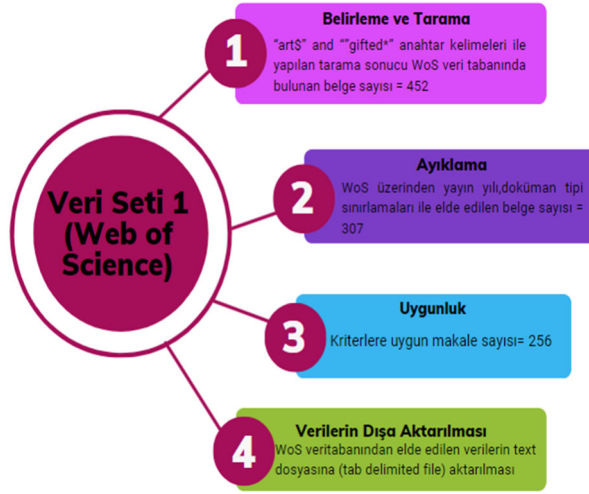 Veri Seti 1
(Web of
Science)
1
Belirleme ve Tarama
“art$” and “”gifted*” anahtar kelimeleri ile
yapılan tarama sonucu WoS veri tabanında
bulunan belge sayısı = 452
2
Ayıklama
WoS üzerinden yayın yılı,doküman tipi
sınırlamaları ile elde edilen belge sayısı =
307
3
Uygunluk
Kriterlere uygun makale sayısı= 256
4
Verilerin Dışa Aktarılması
WoS veritabanından elde edilen verilerin text
dosyasına (tab delimited file) aktarılması